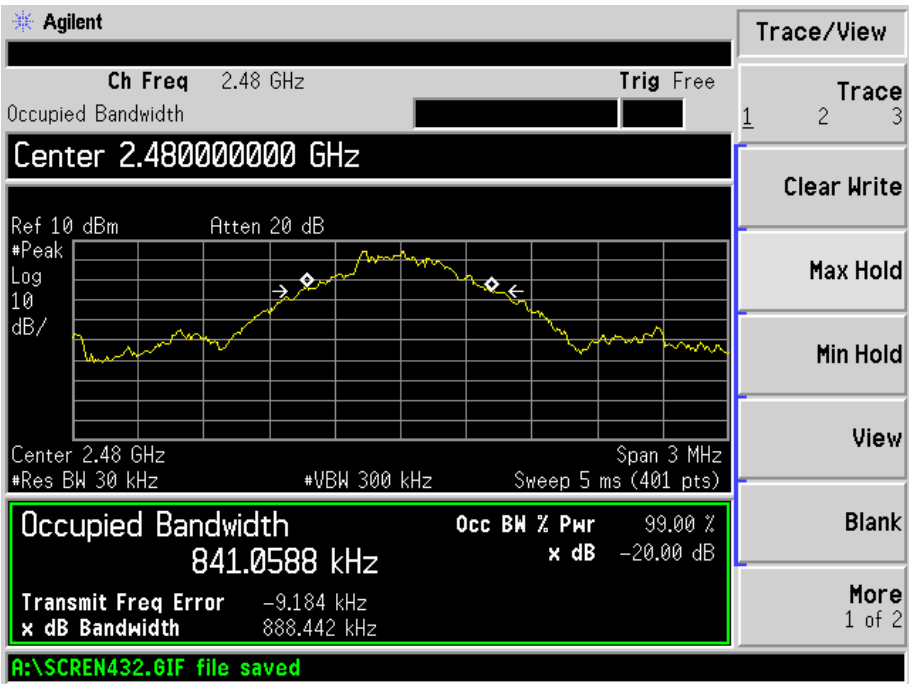 Agilent
Trace/View
Ch Freq 2.48 GHz Trig Free
Occupied Bandwidth
Trace
1 2 3
Center 2.480000000 GHz
Clear Write
Ref 10 dBm Atten 20 dB
#Peak
Log
10
dB/
Max Hold
Min Hold
View
Center 2.48 GHz Span 3 MHz
#Res BW 30 kHz #VBW 300 kHz Sweep 5 ms (401 pts)
Occupied Bandwidth Occ BW % Pwr 99.00 %
841.0588 kHz x dB -20.00 dB
Blank
Transmit Freq Error -9.184 kHz
x dB Bandwidth 888.442 kHz
More
1 of 2
A:\SCREN432.GIF file saved